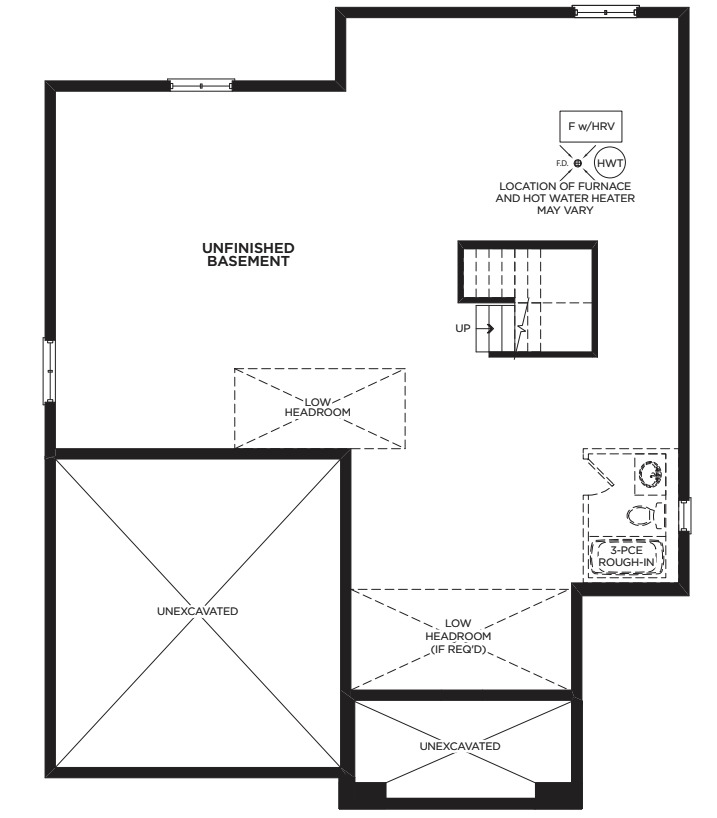 F w/HRV
F.D.
HWT
LOCATION OF FURNACE
AND HOT WATER HEATER
MAY VARY
UNFINISHED
BASEMENT
UP
LOW
HEADROOM
3-PCE
ROUGH-IN
UNEXCAVATED
LOW
HEADROOM
(IF REQ'D)
UNEXCAVATED